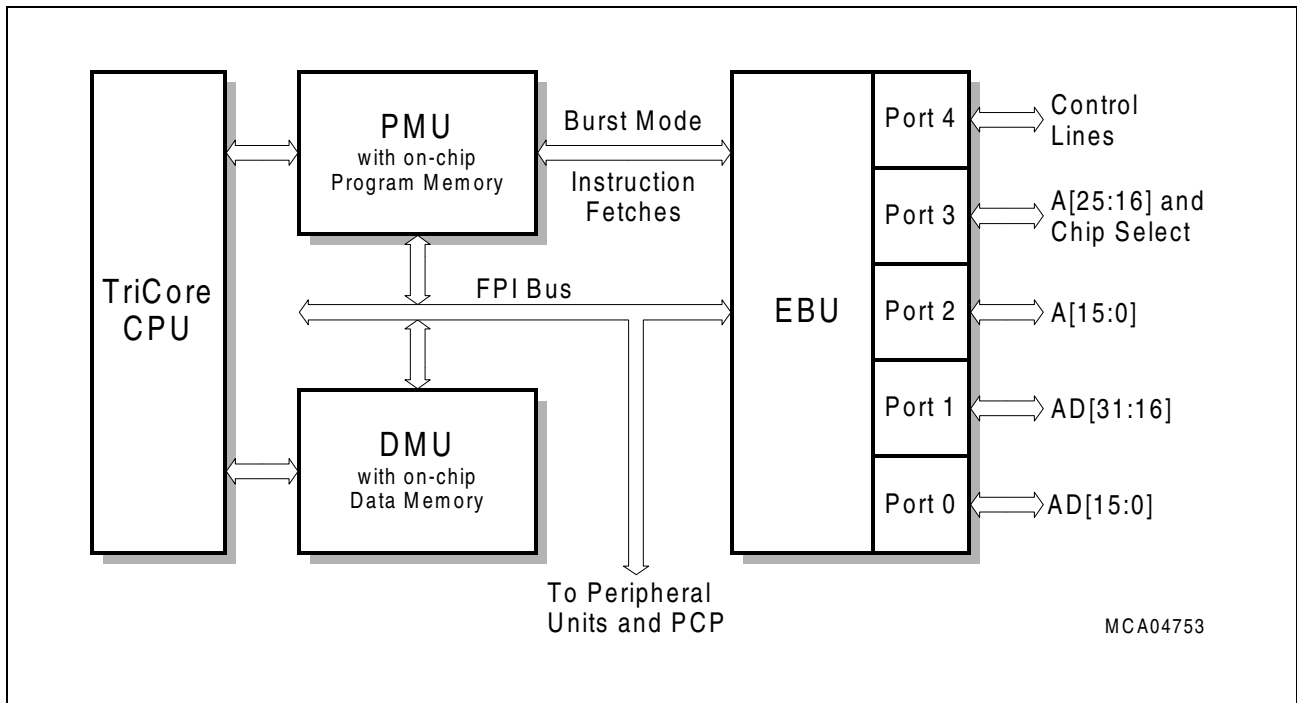 TriCore
CPU
PMU
with on-chip
Program Memory
Burst Mode
Instruction
Fetches
FPI Bus
DMU
with on-chip
Data Memory
To Peripheral
Units and PCP
EBU
Port 4
Control
Lines
Port 3
A[25:16] and
Chip Select
Port 2
A[15:0]
Port 1
AD[31:16]
Port 0
AD[15:0]
MCA04753